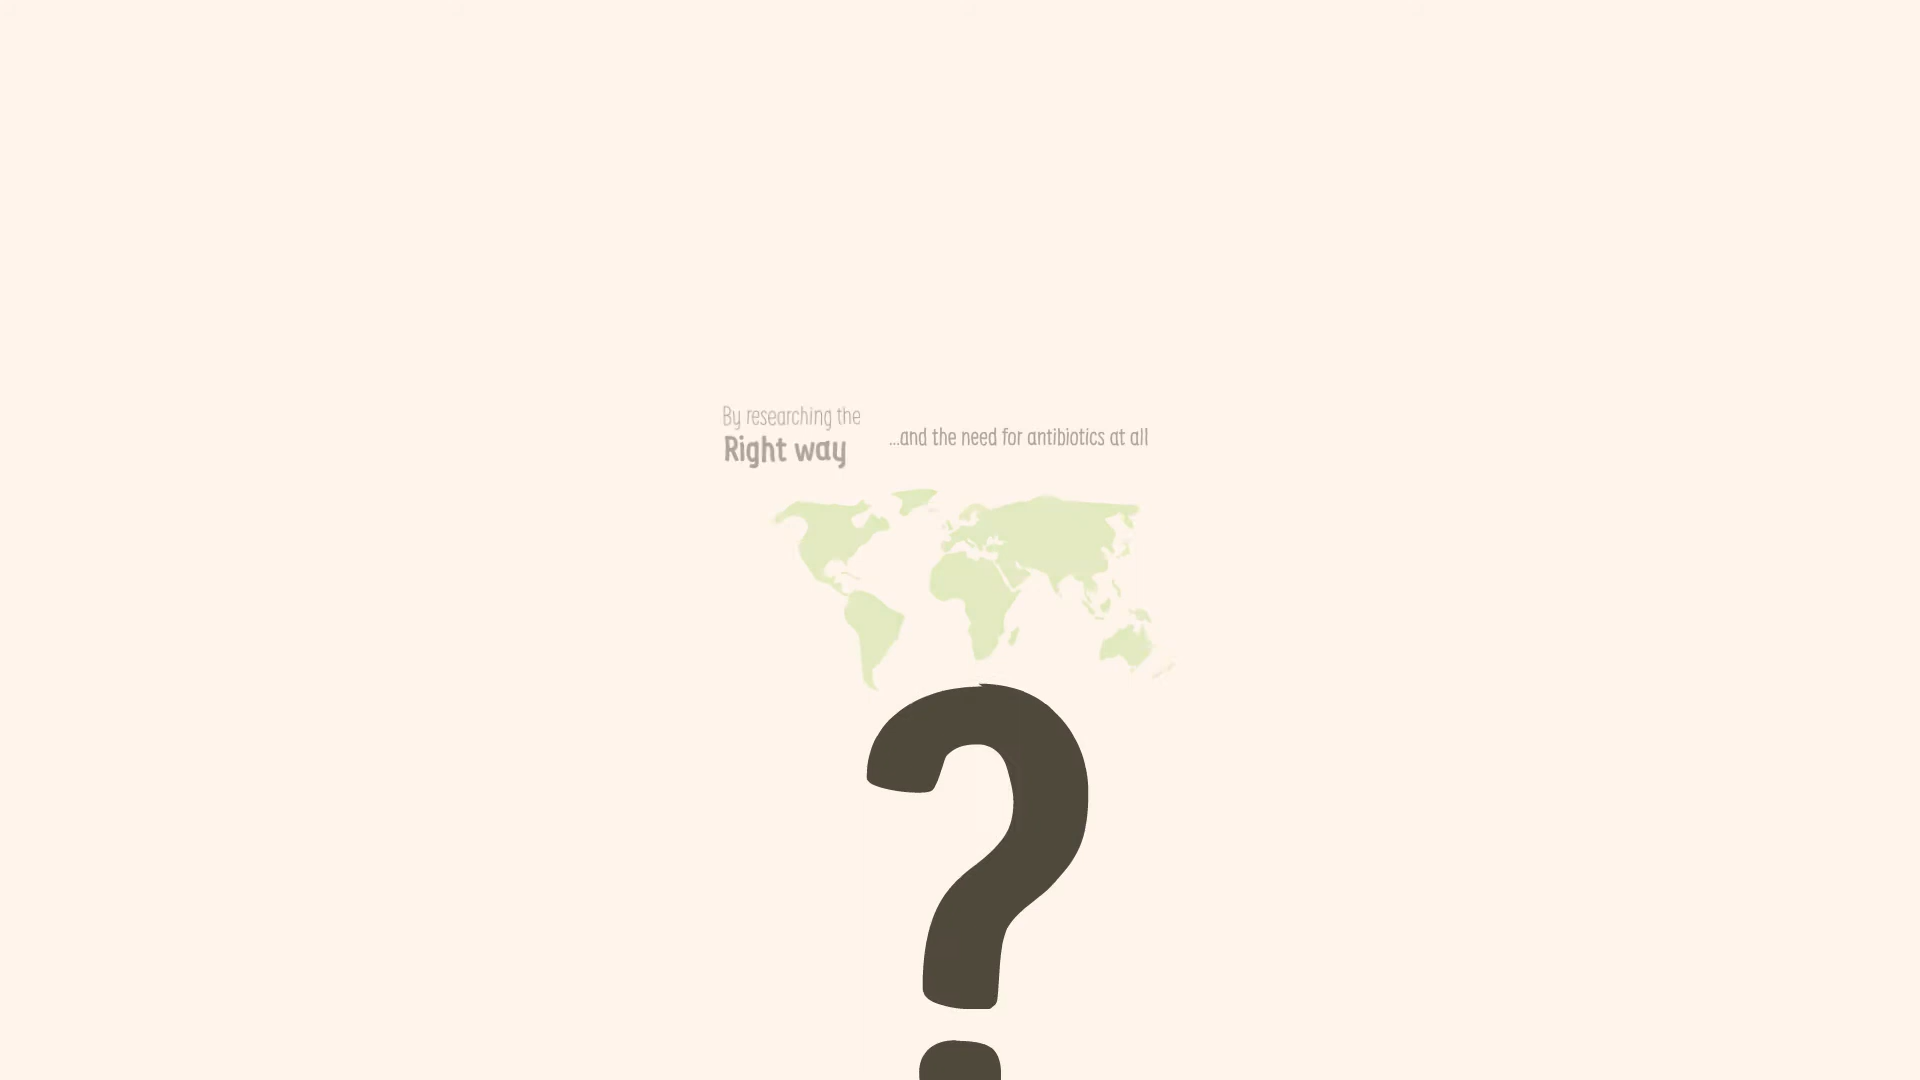 By researching the
Right way
...and the need for antibiotics at all
?